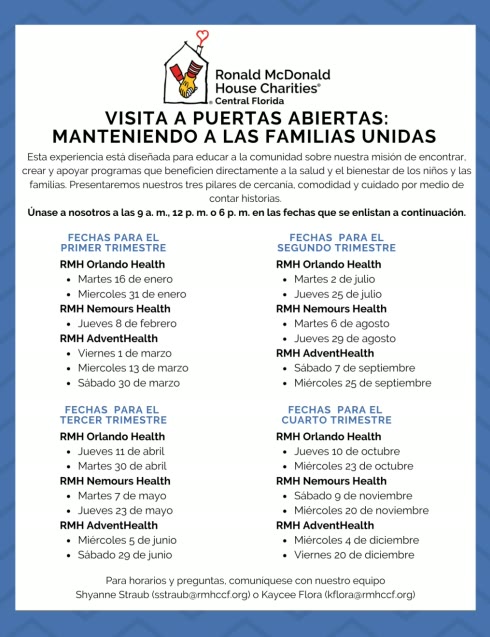 Ronald McDonald
House Charities®
Central Florida
VISITA A PUERTAS ABIERTAS:
MANTENIENDO A LAS FAMILIAS UNIDAS
Esta experiencia está diseñada para educar a la comunidad sobre nuestra misión de encontrar,
crear y apoyar programas que beneficien directamente a la salud y el bienestar de los niños y las
familias. Presentaremos nuestros tres pilares de cercanía, comodidad y cuidado por medio de
contar historias.
Únase a nosotros a las 9 a. m., 12 p. m. o 6 p. m. en las fechas que se enlistan a continuación.
FECHAS PARA EL
PRIMER TRIMESTRE
RMH Orlando Health
• Martes 16 de enero
• Miercoles 31 de enero
RMH Nemours Health
• Jueves 8 de febrero
RMH AdventHealth
• Viernes 1 de marzo
• Miercoles 13 de marzo
• Sábado 30 de marzo
FECHAS PARA EL
SEGUNDO TRIMESTRE
RMH Orlando Health
• Martes 2 de julio
• Jueves 25 de julio
RMH Nemours Health
• Martes 6 de agosto
• Jueves 29 de agosto
RMH AdventHealth
• Sábado 7 de septiembre
• Miércoles 25 de septiembre
FECHAS PARA EL
TERCER TRIMESTRE
RMH Orlando Health
• Jueves 11 de abril
• Martes 30 de abril
RMH Nemours Health
• Martes 7 de mayo
• Jueves 23 de mayo
RMH AdventHealth
• Miércoles 5 de junio
• Sábado 29 de junio
FECHAS PARA EL
CUARTO TRIMESTRE
RMH Orlando Health
• Jueves 10 de octubre
• Miércoles 23 de octubre
RMH Nemours Health
• Sábado 9 de noviembre
• Miércoles 20 de noviembre
RMH AdventHealth
• Miércoles 4 de diciembre
• Viernes 20 de diciembre
Para horarios y preguntas, comuniquese con nuestro equipo
Shyanne Straub (sstraub@rmhccf.org) o Kaycee Flora (kflora@rmhccf.org)